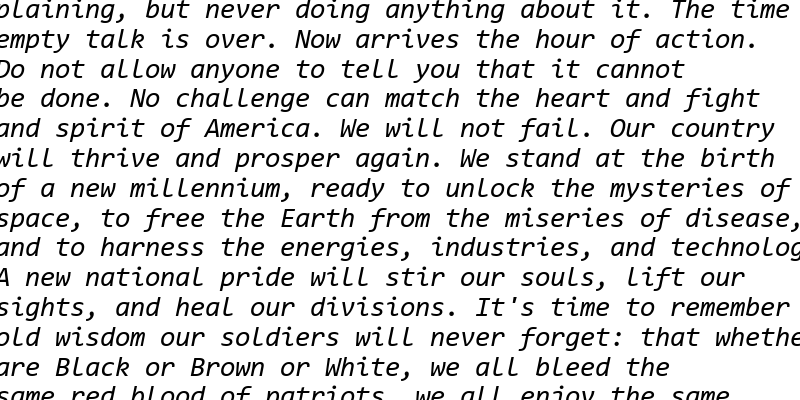 plaining, but never doing anything about it. The time
empty talk is over. Now arrives the hour of action.
Do not allow anyone to tell you that it cannot
be done. No challenge can match the heart and fight
and spirit of America. We will not fail. Our country
will thrive and prosper again. We stand at the birth
of a new millennium, ready to unlock the mysteries of
space, to free the Earth from the miseries of disease,
and to harness the energies, industries, and technolog
A new national pride will stir our souls, lift our
sights, and heal our divisions. It's time to remember
old wisdom our soldiers will never forget: that whethe
are Black or Brown or White, we all bleed the
same red blood of patriots, we all enjoy the same